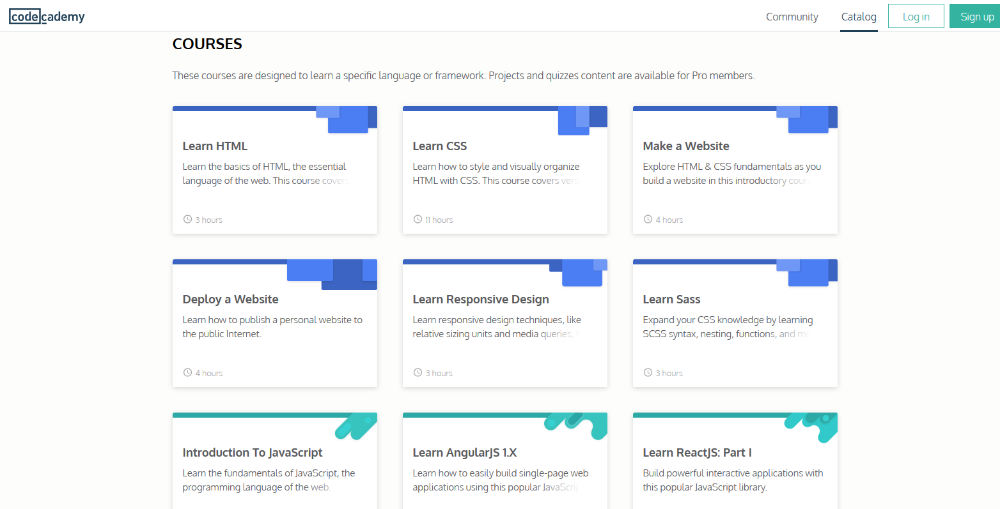 codecademy
Community
Catalog
Log in
Sign up
COURSES
These courses are designed to learn a specific language or framework. Projects and quizzes content are available for Pro members.
Learn HTML
Learn the basics of HTML, the essential
language of the web. This course covers
3 hours
Learn CSS
Learn how to style and visually organize
HTML with CSS. This course covers vers
11 hours
Make a Website
Explore HTML & CSS fundamentals as you
build a website in this introductory cour
4 hours
Deploy a Website
Learn how to publish a personal website to
the public Internet.
4 hours
Learn Responsive Design
Learn responsive design techniques, like
relative sizing units and media queries, t
3 hours
Learn Sass
Expand your CSS knowledge by learning
SCSS syntax, nesting, functions, and mo
3 hours
Introduction To JavaScript
Learn the fundamentals of JavaScript, the
programming language of the web.
Learn AngularJS 1.X
Learn how to easily build single-page web
applications using this popular JavaScrip
Learn ReactJS: Part I
Build powerful interactive applications with
this popular JavaScript library.